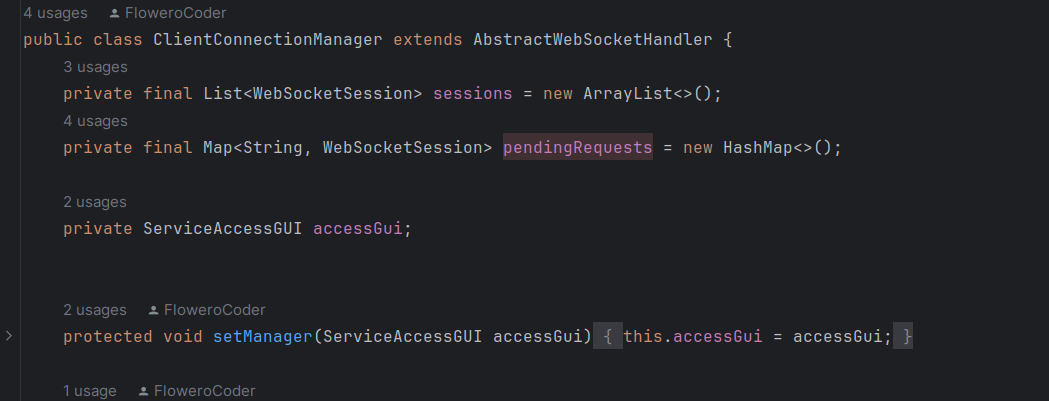 4 usages FloweroCoder
public class ClientConnectionManager extends AbstractWebSocketHandler {
3 usages
private final List<WebSocketSession> sessions = new ArrayList<>();
4 usages
private final Map<String, WebSocketSession> pendingRequests = new HashMap<>();
2 usages
private ServiceAccessGUI accessGui;
2 usages FloweroCoder
protected void setManager(ServiceAccessGUI accessGui) { this.accessGui = accessGui; }
1 usage FloweroCoder